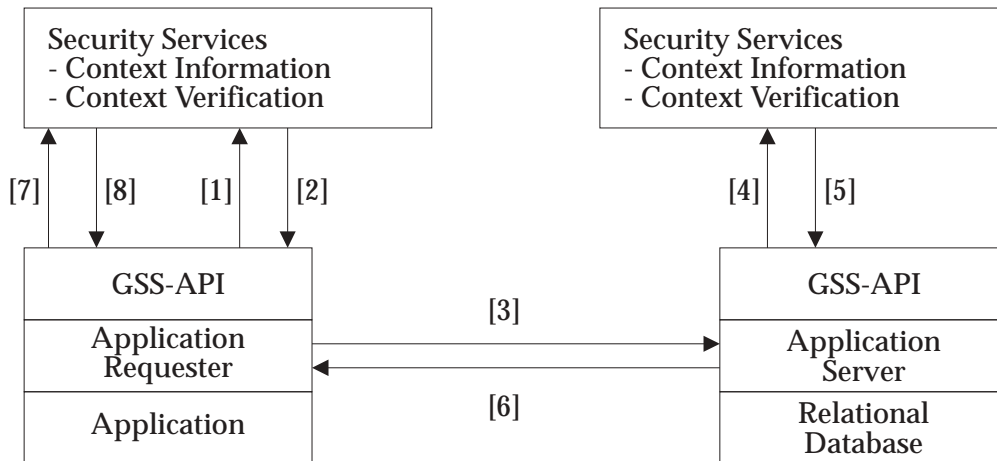 Security Services
- Context Information
- Context Verification
Security Services
- Context Information
- Context Verification
[7]
[8]
[1]
[2]
[4]
[5]
GSS-API
GSS-API
[3]
Application
Requester
Application
Server
[6]
Application
Relational
Database